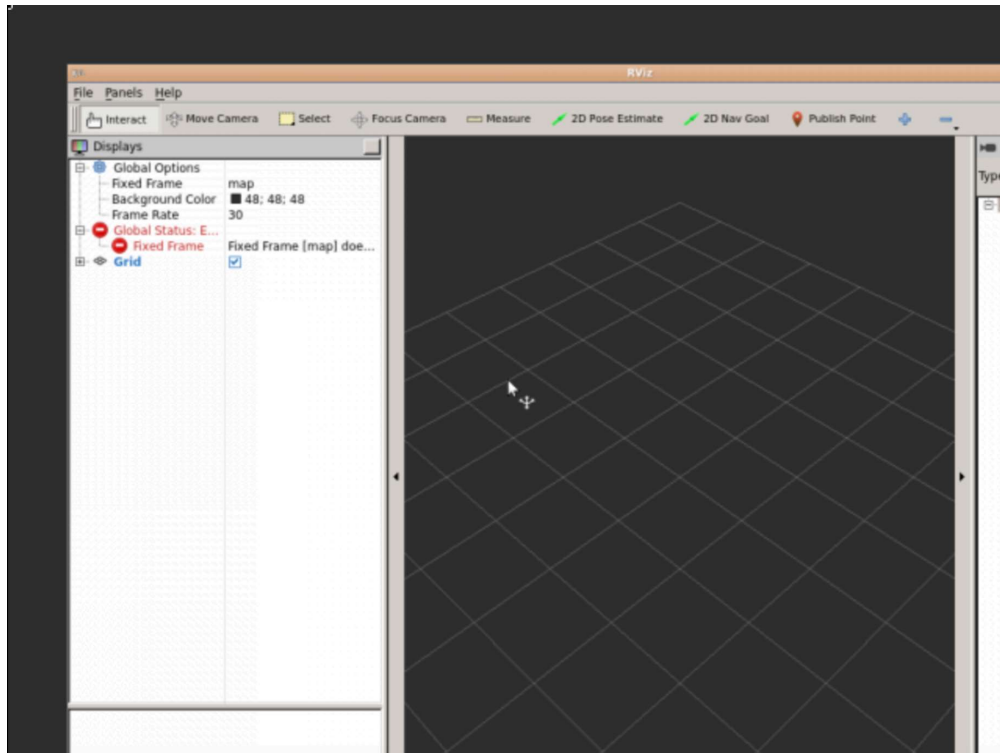 RViz
File Panels Help
Interact Move Camera Select Focus Camera Measure 2D Pose Estimate 2D Nav Goal Publish Point
Displays
Type
Global Options
Fixed Frame map
Background Color 48; 48; 48
Frame Rate 30
Global Status: E...
Fixed Frame Fixed Frame [map] doe...
Grid